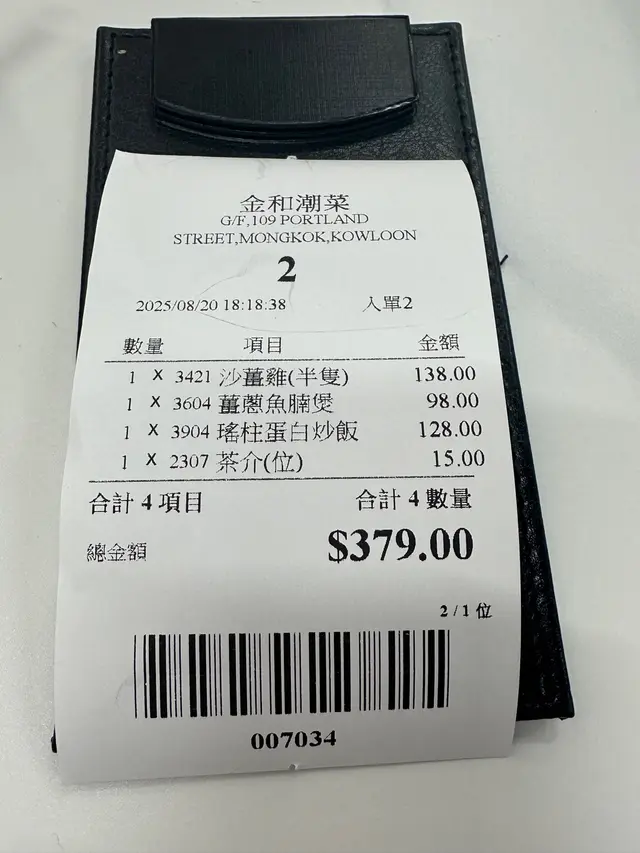 金和潮菜
G/F,109 PORTLAND
STREET,MONGKOK,KOWLOON
2
2025/08/20 18:18:38 入單2
數量 項目 金額
1 X 3421 沙薑雞(半隻) 138.00
1 X 3604 薑蔥魚腩煲 98.00
1 X 3904 瑤柱蛋白炒飯 128.00
1 X 2307 茶介(位) 15.00
合計 4 項目 合計 4 數量
總金額 $379.00
2 / 1 位
007034